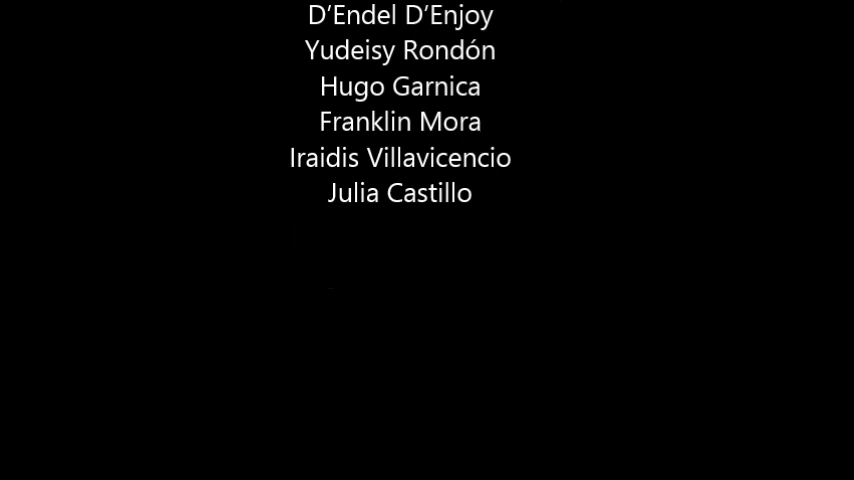 D’Endel D’Enjoy
Yudeisy Rondón
Hugo Garnica
Franklin Mora
Iraidis Villavicencio
Julia Castillo